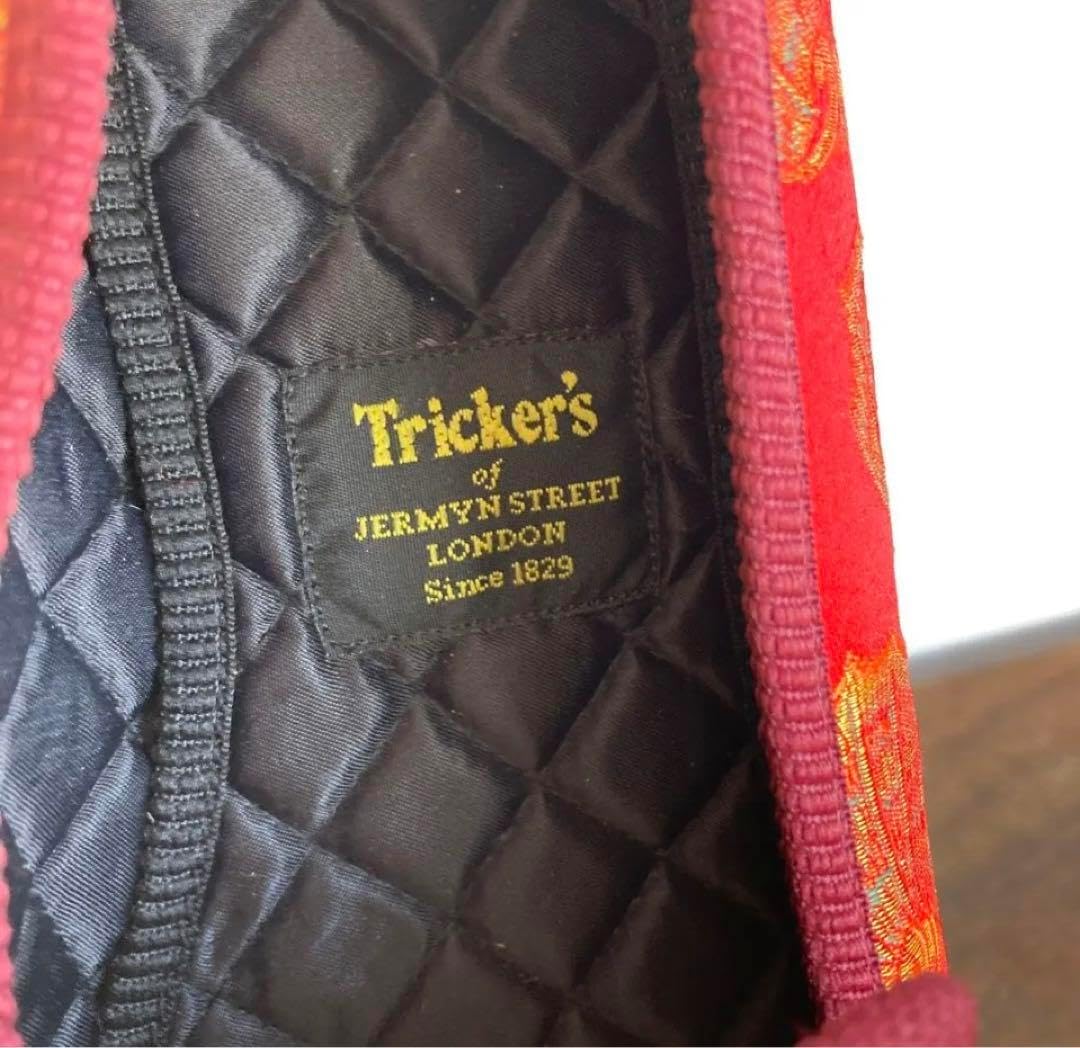 Tricker's
of
JERMYN STREET
LONDON
Since 1829